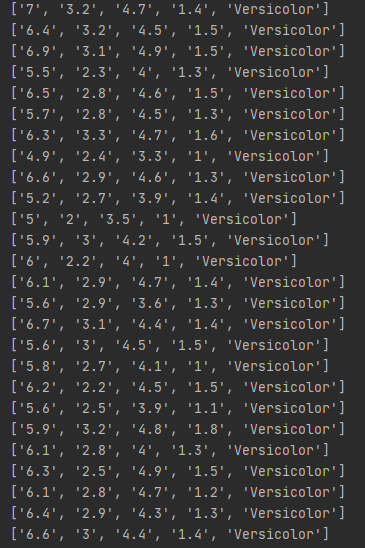 ['7', '3.2', '4.7', '1.4', 'Versicolor']
['6.4', '3.2', '4.5', '1.5', 'Versicolor']
['6.9', '3.1', '4.9', '1.5', 'Versicolor']
['5.5', '2.3', '4', '1.3', 'Versicolor']
['6.5', '2.8', '4.6', '1.5', 'Versicolor']
['5.7', '2.8', '4.5', '1.3', 'Versicolor']
['6.3', '3.1', '4.7', '1.6', 'Versicolor']
['4.9', '2.4', '3.3', '1', 'Versicolor']
['6.6', '2.9', '4.6', '1.3', 'Versicolor']
['5.2', '2.7', '3.9', '1.4', 'Versicolor']
['5', '2', '3.5', '1', 'Versicolor']
['5.9', '3', '4.2', '1.5', 'Versicolor']
['6', '2.2', '4', '1', 'Versicolor']
['6.1', '2.9', '4.7', '1.4', 'Versicolor']
['5.6', '2.9', '3.6', '1.3', 'Versicolor']
['6.7', '3.1', '4.4', '1.4', 'Versicolor']
['5.6', '3', '4.5', '1.5', 'Versicolor']
['5.8', '2.7', '4.1', '1', 'Versicolor']
['6.2', '2.2', '4.5', '1.5', 'Versicolor']
['5.6', '2.5', '3.9', '1.1', 'Versicolor']
['5.9', '3.2', '4.8', '1.8', 'Versicolor']
['6.1', '2.8', '4', '1.3', 'Versicolor']
['6.3', '2.5', '4.9', '1.5', 'Versicolor']
['6.1', '2.8', '4.7', '1.2', 'Versicolor']
['6.4', '2.9', '4.3', '1.3', 'Versicolor']
['6.6', '3', '4.4', '1.4', 'Versicolor']